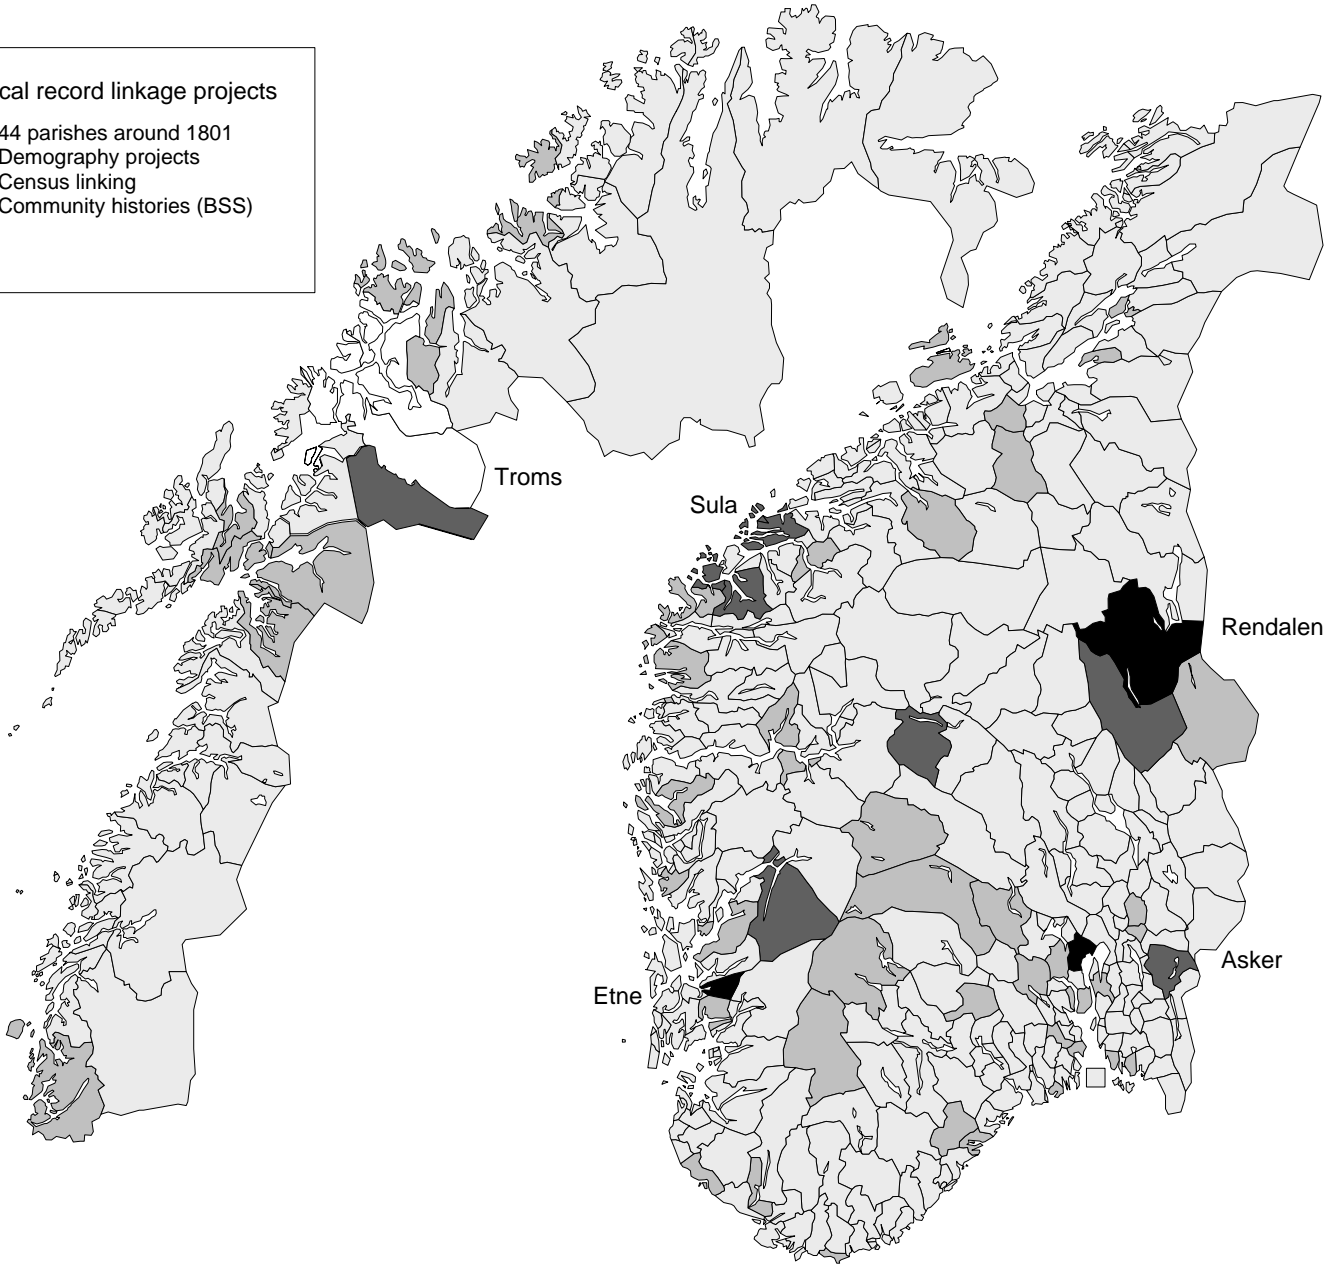 cal record linkage projects
44 parishes around 1801
Demography projects
Census linking
Community histories (BSS)
Troms
Sula
Rendalen
Asker
Etne